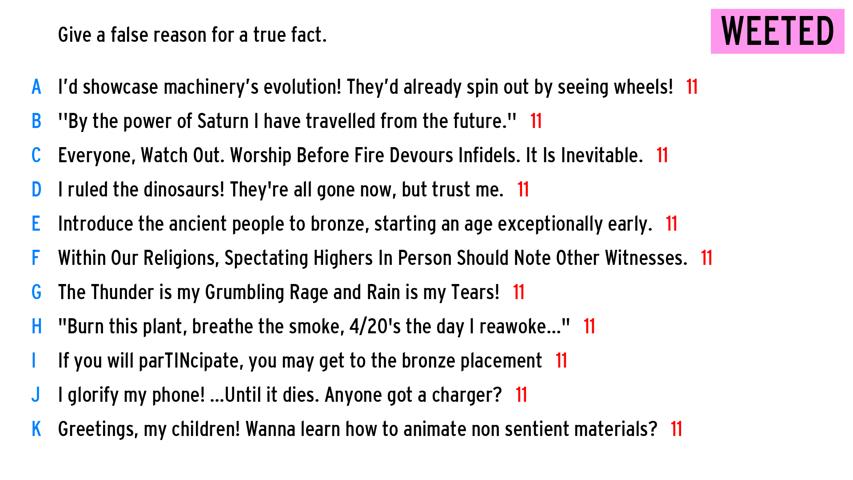 Give a false reason for a true fact.
WEETED
A I'd showcase machinery's evolution! They'd already spin out by seeing wheels! 11
B ''By the power of Saturn I have travelled from the future.'' 11
C Everyone, Watch Out. Worship Before Fire Devours Infidels. It Is Inevitable. 11
D I ruled the dinosaurs! They're all gone now, but trust me. 11
E Introduce the ancient people to bronze, starting an age exceptionally early. 11
F Within Our Religions, Spectating Highers In Person Should Note Other Witnesses. 11
G The Thunder is my Grumbling Rage and Rain is my Tears! 11
H "Burn this plant, breathe the smoke, 4/20's the day I reawoke..." 11
I If you will parTINcipate, you may get to the bronze placement 11
J I glorify my phone! ...Until it dies. Anyone got a charger? 11
K Greetings, my children! Wanna learn how to animate non sentient materials? 11